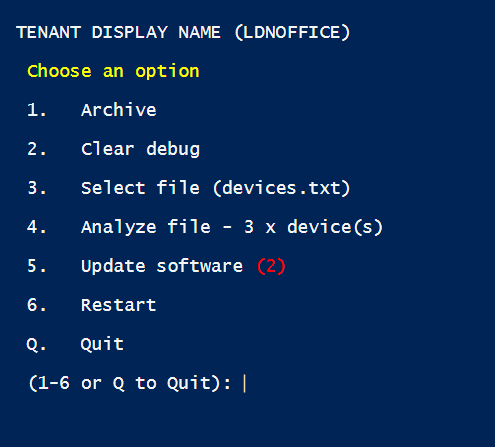 TENANT DISPLAY NAME (LDNOFFICE)
Choose an option
1. Archive
2. Clear debug
3. Select file (devices.txt)
4. Analyze file - 3 x device(s)
5. Update software (2)
6. Restart
Q. Quit
(1-6 or Q to Quit):